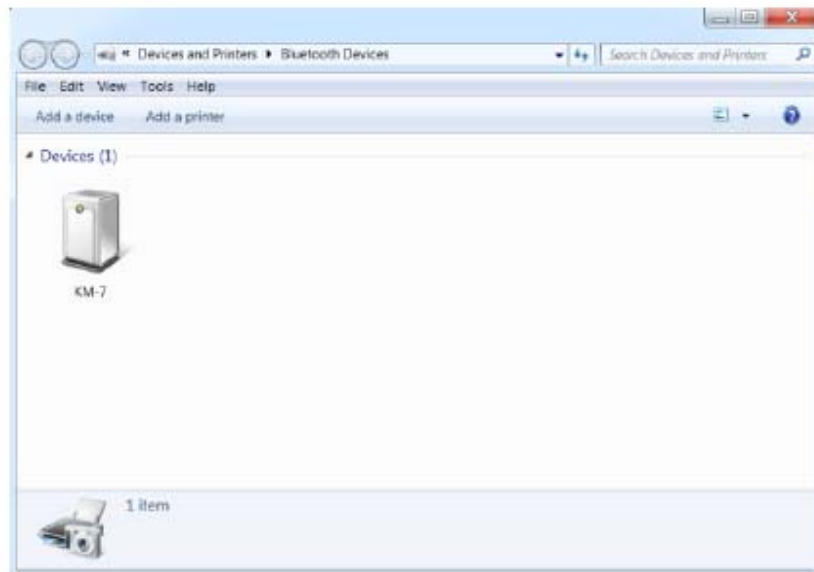 « Devices and Printers ▸ Bluetooth Devices
Search Devices and Printers
File Edit View Tools Help
Add a device Add a printer
Devices (1)
KM-7
1 item